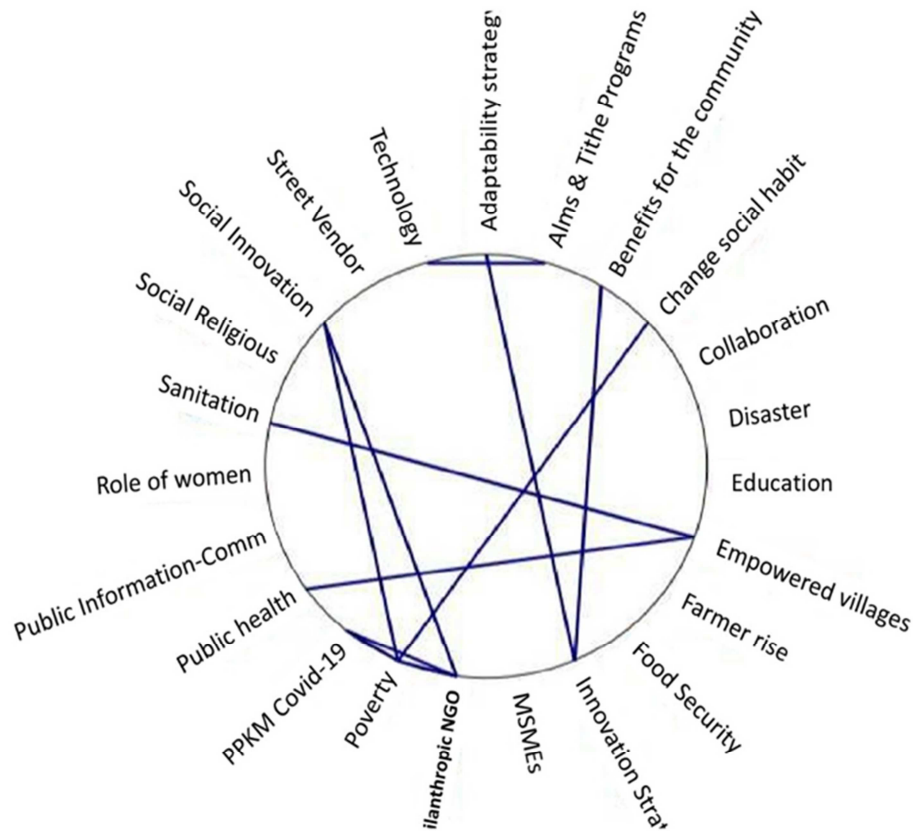 Adaptability strateg
Alms & Tithe Programs
Benefits for the community
Change social habit
Collaboration
Disaster
Education
Empowered villages
Farmer rise
Food Security
Innovation Strat
MSMEs
ilanthropic NGO
Poverty
PPKM Covid-19
Public health
Public Information-Comm
Role of women
Sanitation
Social Religious
Social Innovation
Street Vendor
Technology